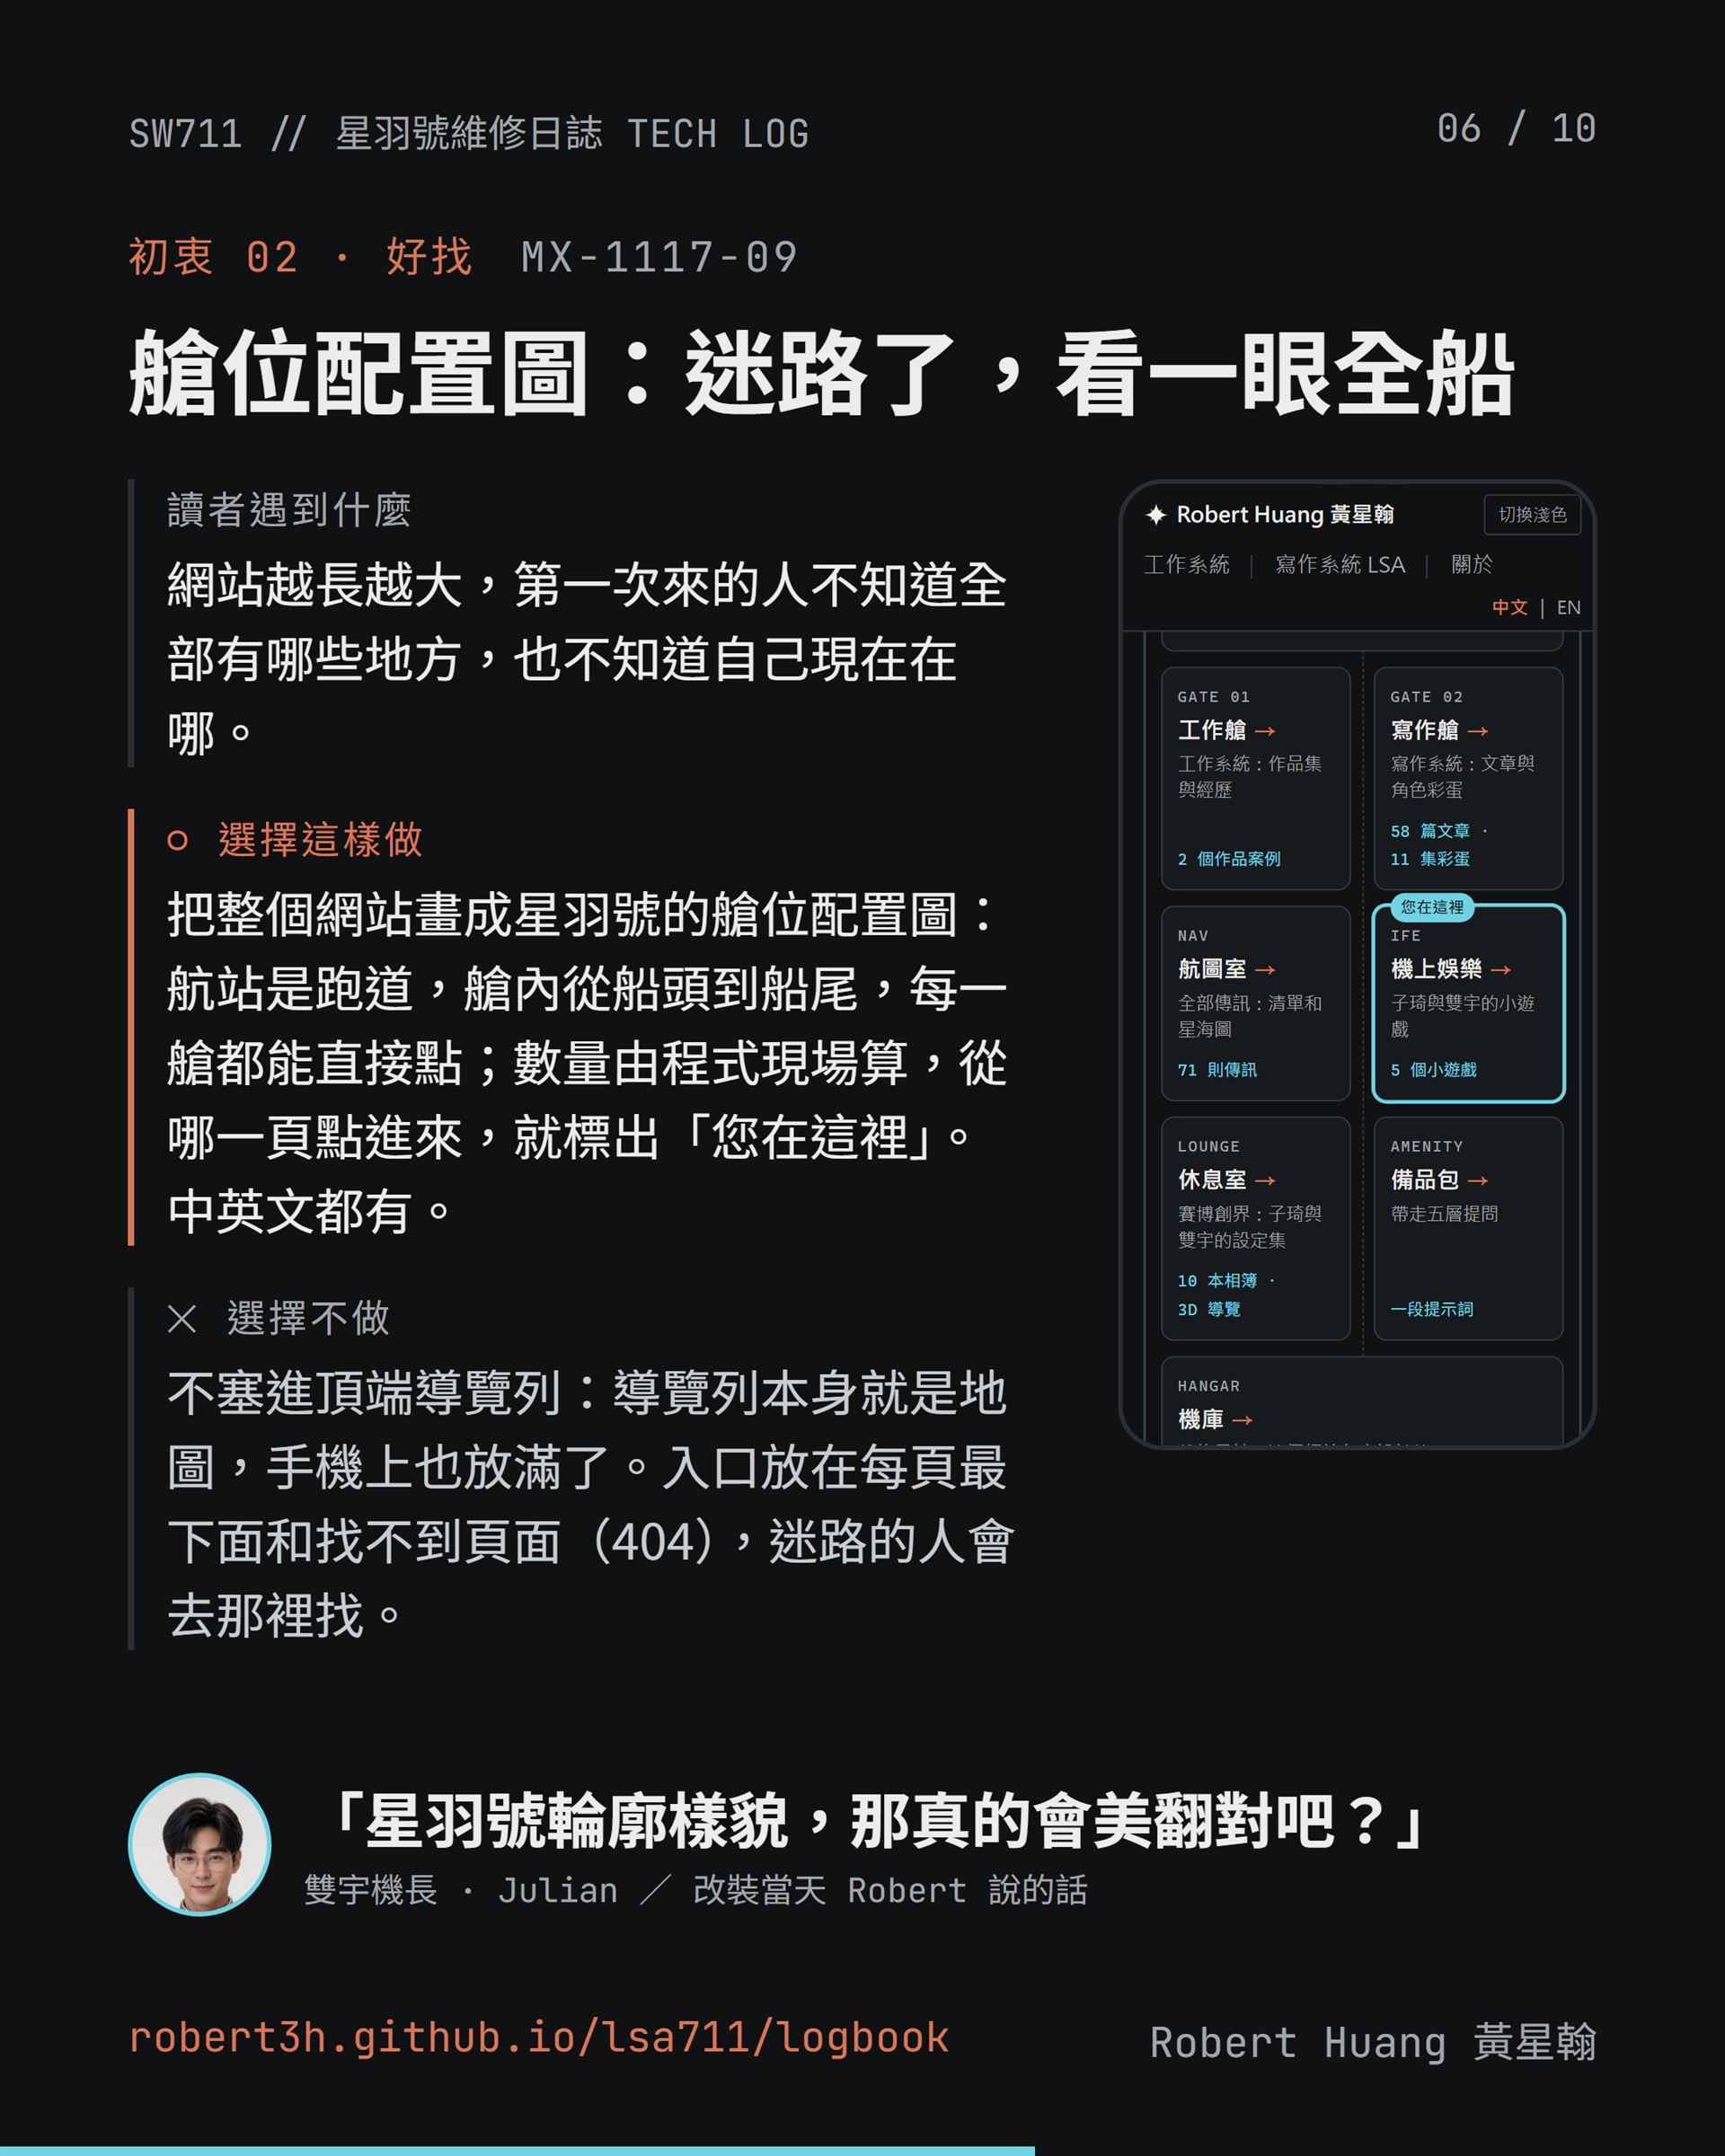 SW711 // 星羽號維修日誌 TECH LOG
06 / 10
初衷 02 · 好找 MX-1117-09
艙位配置圖：迷路了，看一眼全船
讀者遇到什麼
網站越長越大，第一次來的人不知道全
部有哪些地方，也不知道自己現在在
哪。
○ 選擇這樣做
把整個網站畫成星羽號的艙位配置圖：
航站是跑道，艙內從船頭到船尾，每一
艙都能直接點；數量由程式現場算，從
哪一頁點進來，就標出「您在這裡」。
中英文都有。
× 選擇不做
不塞進頂端導覽列：導覽列本身就是地
圖，手機上也放滿了。入口放在每頁最
下面和找不到頁面（404），迷路的人會
去那裡找。
✦ Robert Huang 黃星翰
切換淺色
工作系統 | 寫作系統 LSA | 關於
中文 | EN
GATE 01
工作艙 →
工作系統：作品集
與經歷
2 個作品案例
GATE 02
寫作艙 →
寫作系統：文章與
角色彩蛋
58 篇文章 ·
11 集彩蛋
NAV
航圖室 →
全部傳訊：清單和
星海圖
71 則傳訊
您在這裡
IFE
機上娛樂 →
子琦與雙宇的小遊
戲
5 個小遊戲
LOUNGE
休息室 →
賽博創界：子琦與
雙宇的設定集
10 本相簿 ·
3D 導覽
AMENITY
備品包 →
帶走五層提問
一段提示詞
HANGAR
機庫 →
「星羽號輪廓樣貌，那真的會美翻對吧？」
雙宇機長 · Julian ／ 改裝當天 Robert 說的話
robert3h.github.io/lsa711/logbook
Robert Huang 黃星翰